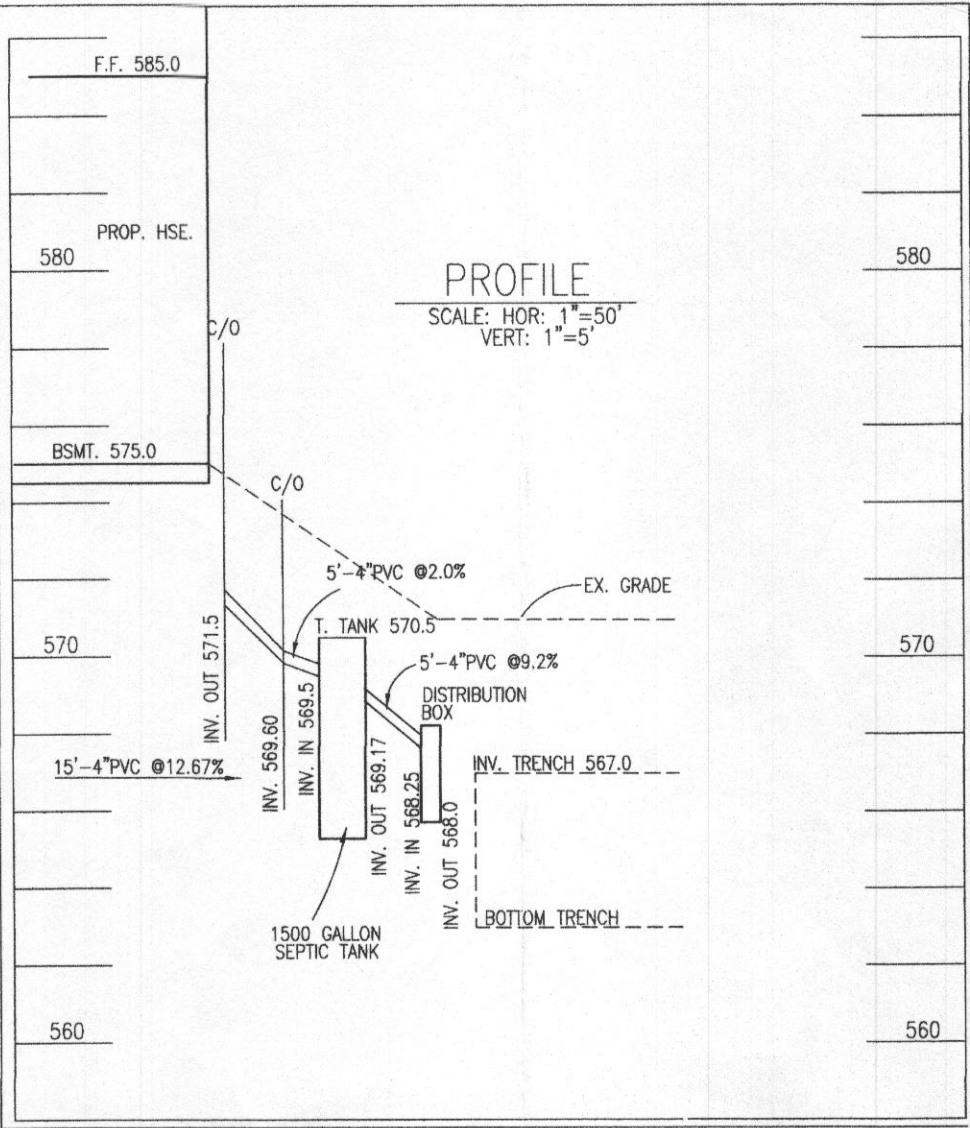 F.F. 585.0
PROP. HSE.
580
580
PROFILE
SCALE: HOR: 1"=50'
VERT: 1"=5'
C/O
BSMT. 575.0
C/O
5'-4"PVC @2.0%
EX. GRADE
T. TANK 570.5
570
570
INV. OUT 571.5
5'-4"PVC @9.2%
DISTRIBUTION
BOX
INV. 569.60
INV. IN 569.5
15'-4"PVC @12.67%
INV. TRENCH 567.0
INV. OUT 569.17
INV. IN 568.25
INV. OUT 568.0
BOTTOM TRENCH
1500 GALLON
SEPTIC TANK
560
560